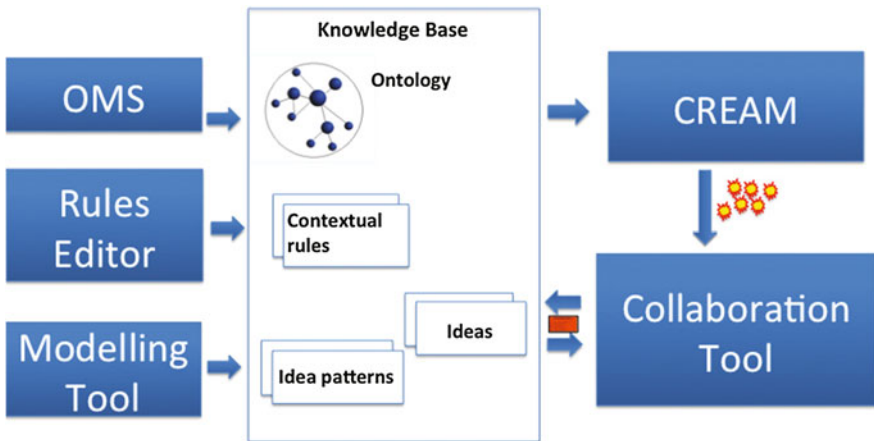 Knowledge Base
OMS
Ontology
CREAM
Rules
Editor
Contextual
rules
Modelling
Tool
Idea patterns
Ideas
Collaboration
Tool